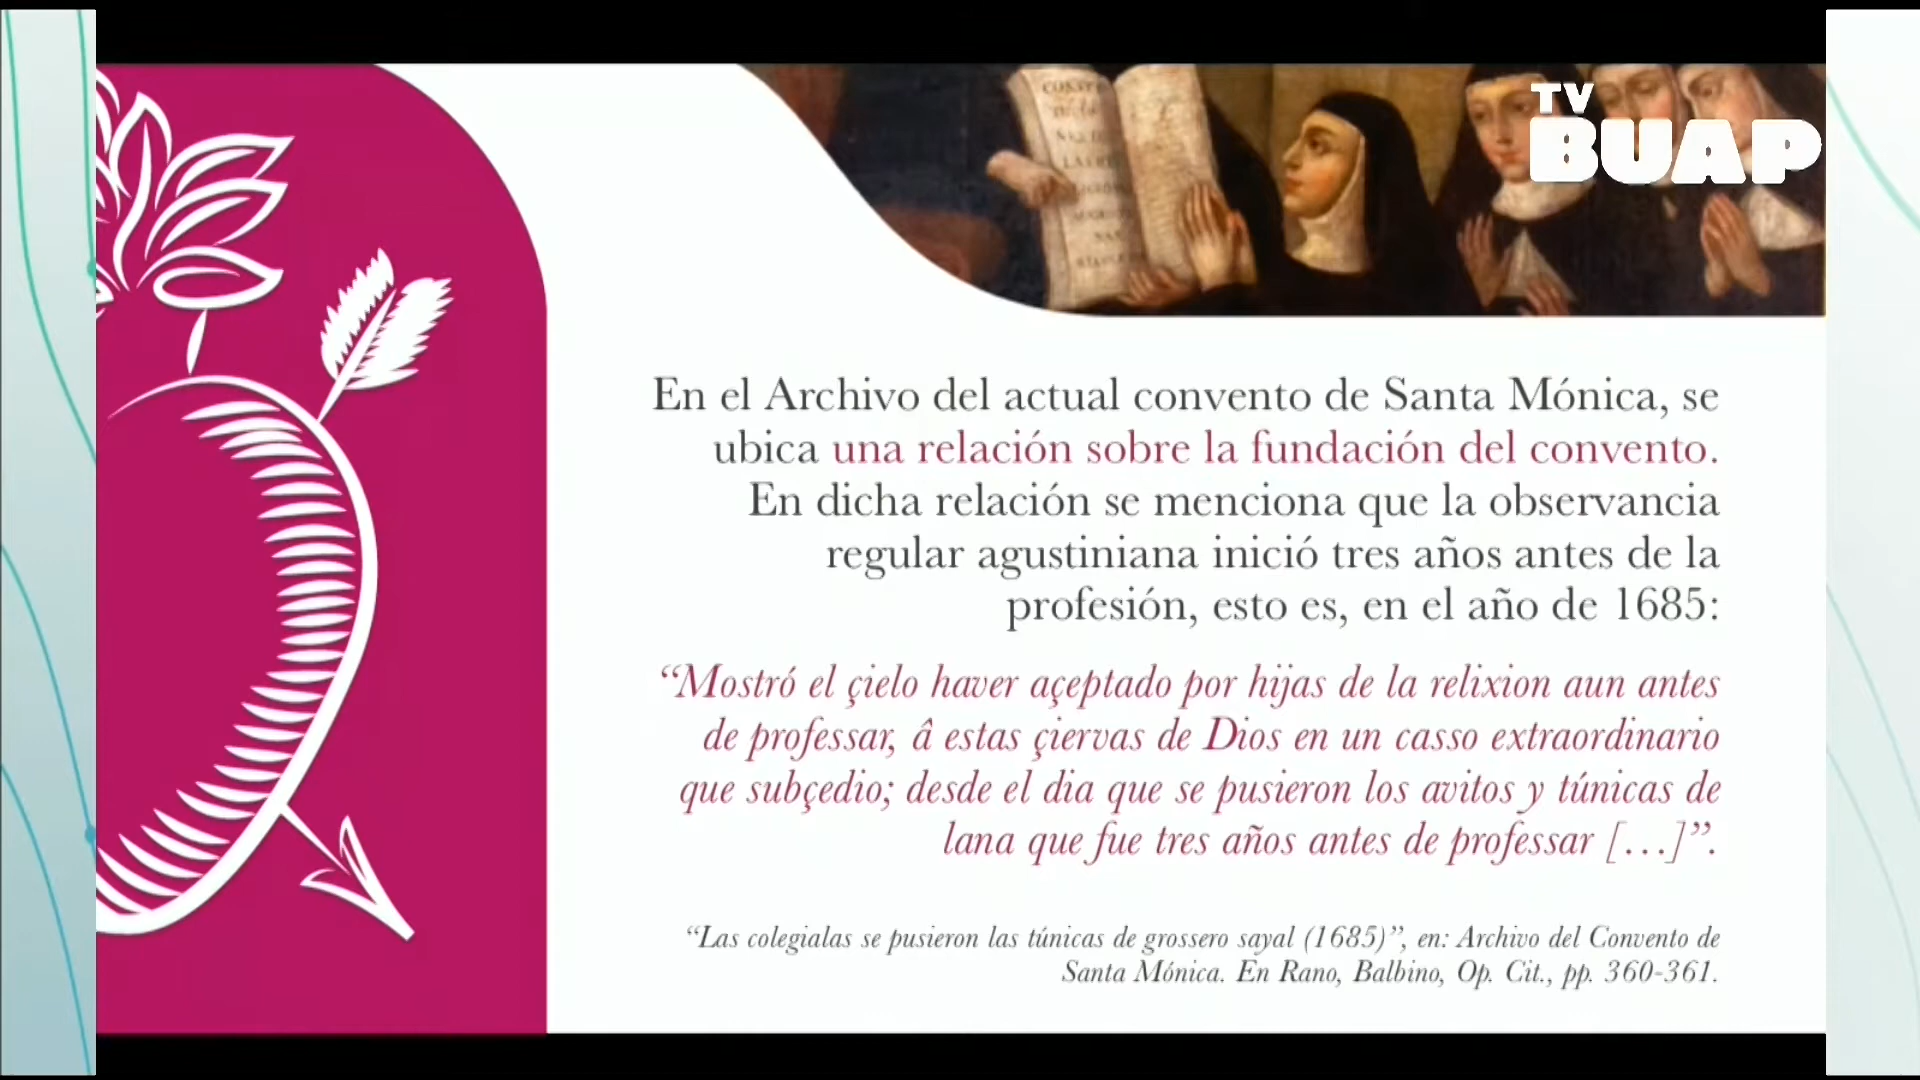 TV
BUAP
En el Archivo del actual convento de Santa Mónica, se
ubica una relación sobre la fundación del convento.
En dicha relación se menciona que la observancia
regular agustiniana inició tres años antes de la
profesión, esto es, en el año de 1685:
“Mostró el çielo haver açeptado por hijas de la relixion aun antes
de professar, â estas çiervas de Dios en un casso extraordinario
que subçedio; desde el dia que se pusieron los avitos y túnicas de
lana que fue tres años antes de professar […]”.
“Las colegialas se pusieron las túnicas de grossero sayal (1685)”, en: Archivo del Convento de
Santa Mónica. En Rano, Balbino, Op. Cit., pp. 360-361.